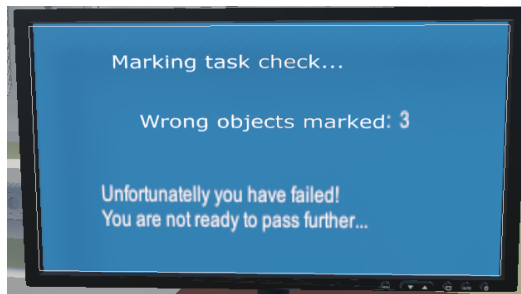 Marking task check...
Wrong objects marked: 3
Unfortunatelly you have failed!
You are not ready to pass further...